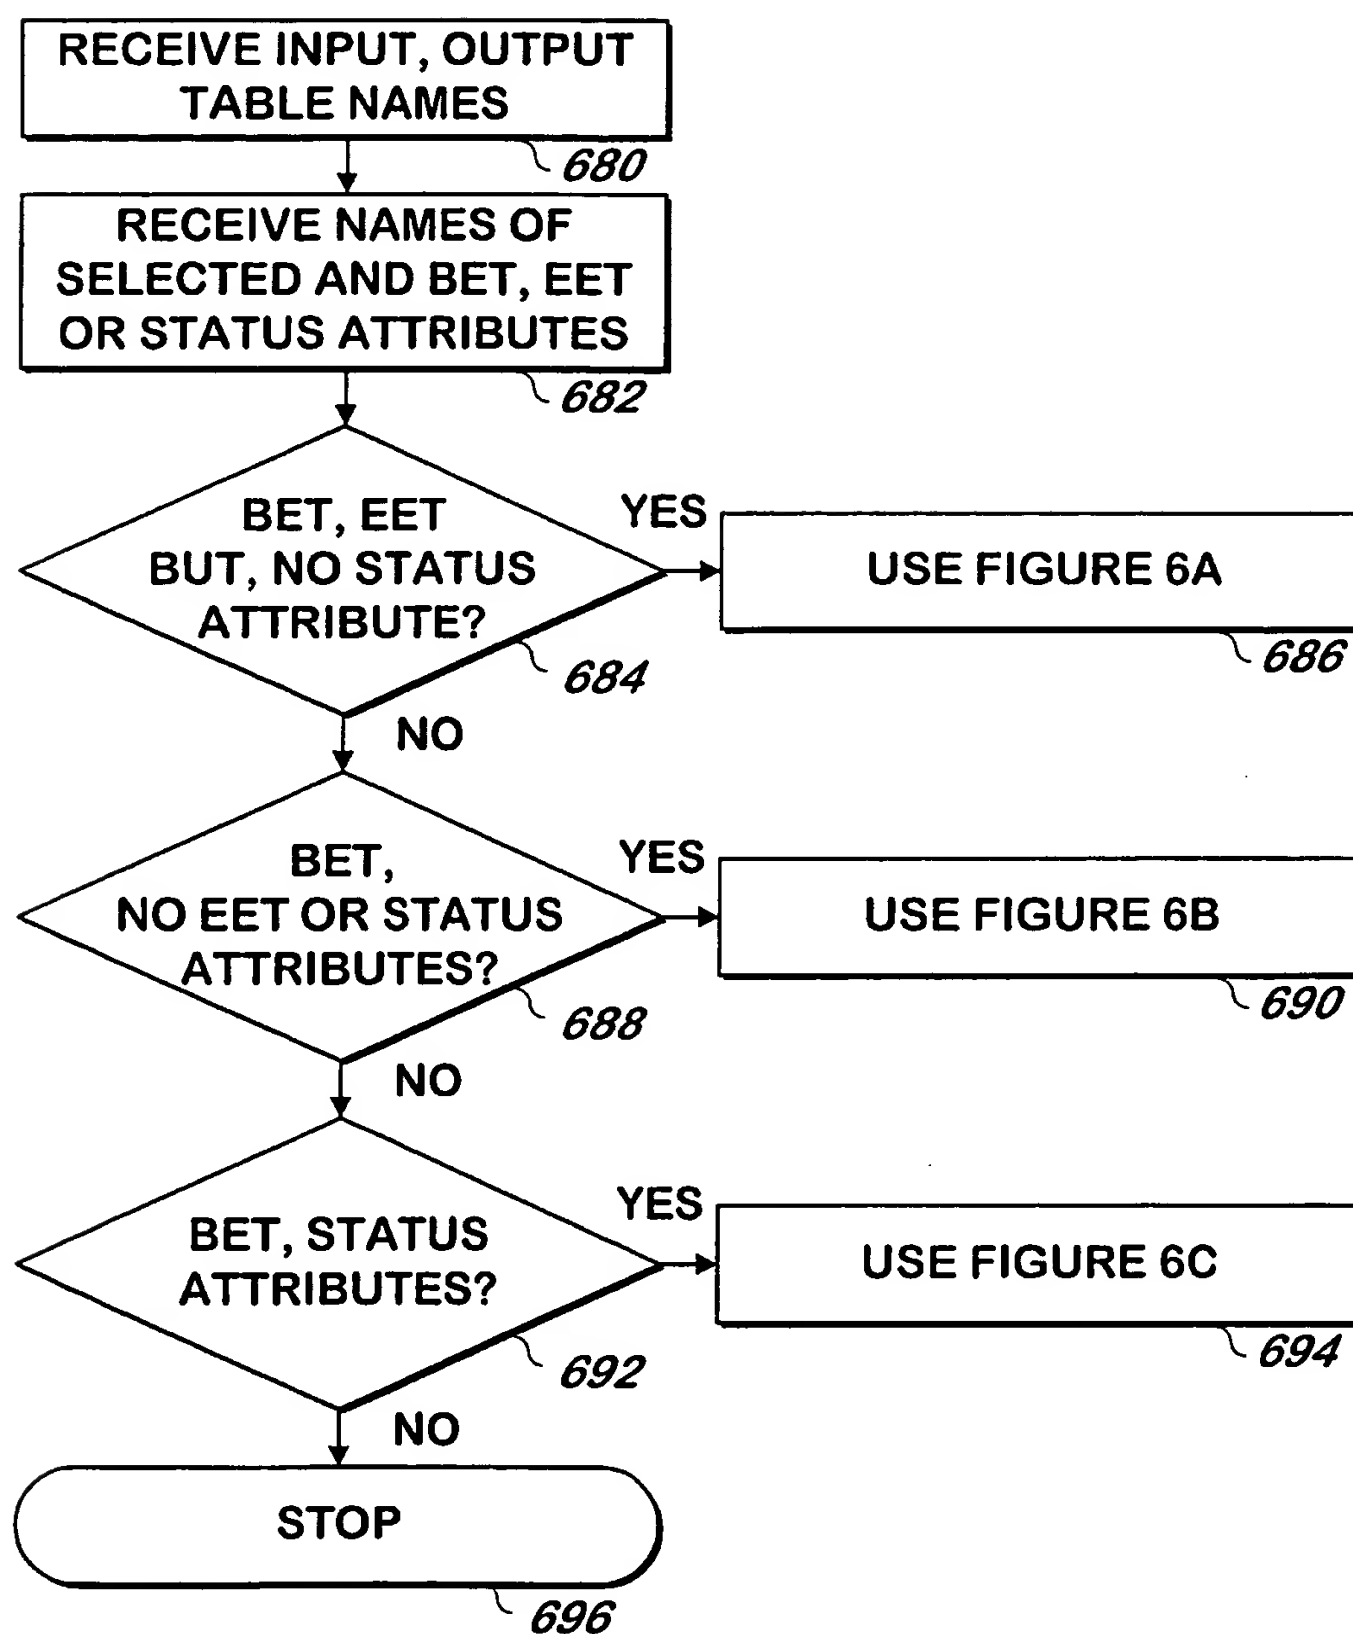 RECEIVE INPUT, OUTPUT
TABLE NAMES
680
RECEIVE NAMES OF
SELECTED AND BET, EET
OR STATUS ATTRIBUTES
682
BET, EET
BUT, NO STATUS
ATTRIBUTE?
684
YES
USE FIGURE 6A
686
NO
BET,
NO EET OR STATUS
ATTRIBUTES?
688
YES
USE FIGURE 6B
690
NO
BET, STATUS
ATTRIBUTES?
692
YES
USE FIGURE 6C
694
NO
STOP
696